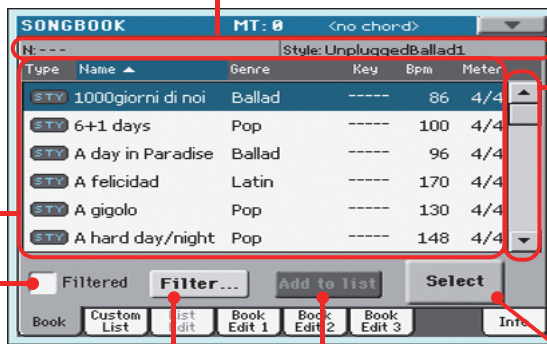 SONGBOOK MT: 0 <no chord>
N:--- Style: UnpluggedBallad1
Type Name Genre Key Bpm Meter
STY 1000giorni di noi Ballad ----- 86 4/4
STY 6+1 days Pop ----- 100 4/4
STY A day in Paradise Ballad ----- 96 4/4
STY A felicidad Latin ----- 170 4/4
STY A gigolo Pop ----- 130 4/4
STY A hard day/night Pop ----- 148 4/4
Filtered Filter... Add to list Select
Book Custom List List Edit Book Edit 1 Book Edit 2 Book Edit 3 Info